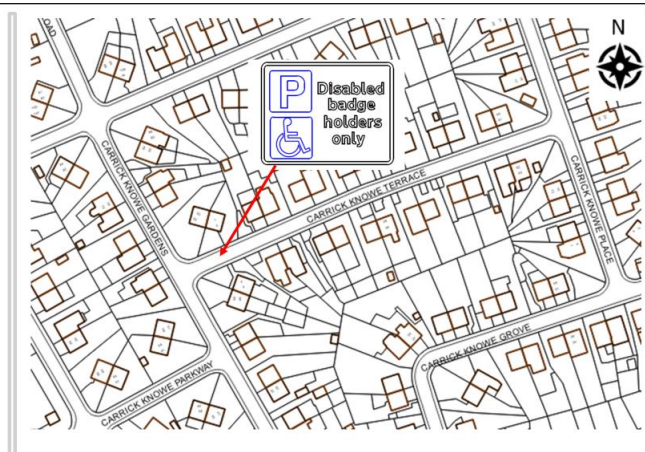 OAD
N
P
Disabled
badge
holders
only
CARRICK KNOWE GARDENS
CARRICK KNOWE TERRACE
CARRICK KNOWE PLACE
CARRICK KNOWE GROVE
CARRICK KNOWE PARKWAY